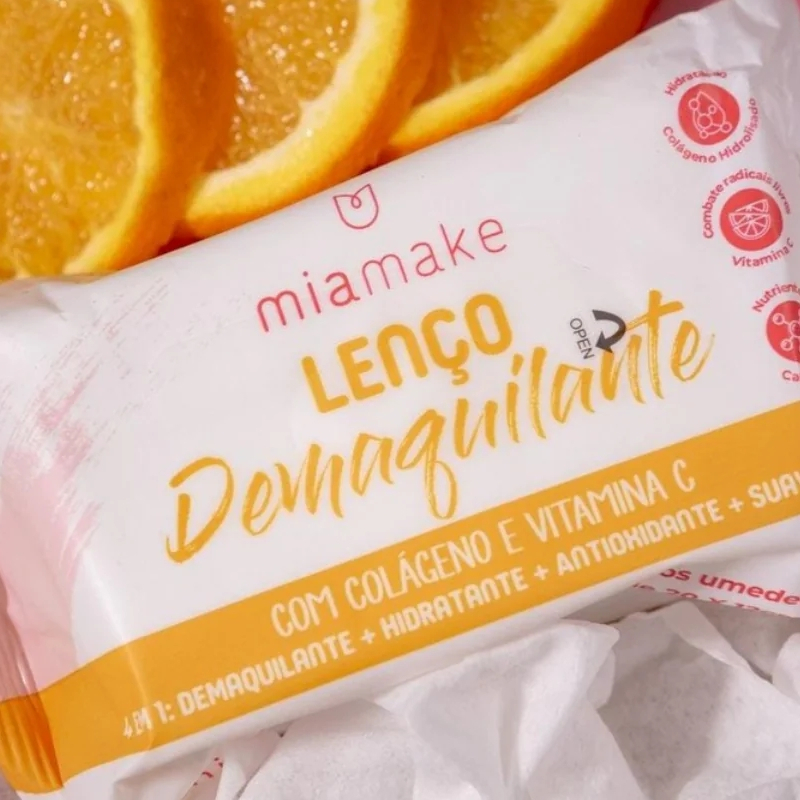 miamake
LENÇO
Demaquilante
OPEN
COM COLÁGENO E VITAMINA C
4 EM 1: DEMAQUILANTE + HIDRATANTE + ANTIOXIDANTE +
Hidratação
Colágeno Hidrolisado
Combate radicais livres
Vitamina C